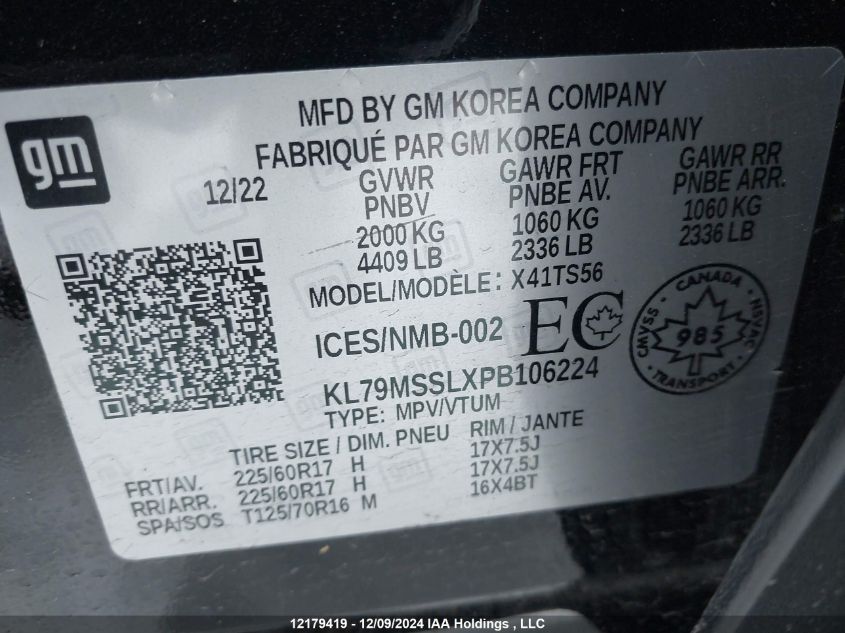 MFD BY GM KOREA COMPANY
FABRIQUÉ PAR GM KOREA COMPANY
gm
12/22 GVWR GAWR FRT GAWR RR
PNBV PNBE AV. PNBE ARR.
2000 KG 1060 KG 1060 KG
4409 LB 2336 LB 2336 LB
MODEL/MODÈLE: X41TS56
ICES/NMB-002 EC
CANADA
CMVSS 985 NSVAC
TRANSPORT
KL79MSSLXPB106224
TYPE: MPV/VTUM
TIRE SIZE / DIM. PNEU RIM / JANTE
FRT/AV. 225/60R17 H 17X7.5J
RR/ARR. 225/60R17 H 17X7.5J
SPA/SOS T125/70R16 M 16X4BT
12179419 - 12/09/2024 IAA Holdings , LLC